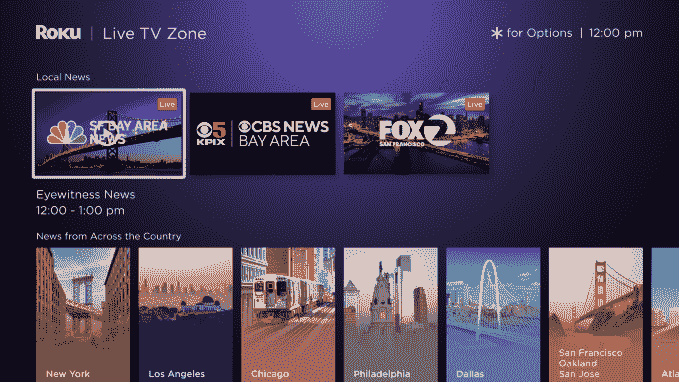 Roku | Live TV Zone
* for Options | 12:00 pm
Local News
Live
SF BAY AREA
NEWS
Live
5
KPIX
CBS NEWS
BAY AREA
Live
FOX 2
SAN FRANCISCO
Eyewitness News
12:00 - 1:00 pm
News from Across the Country
New York
Los Angeles
Chicago
Philadelphia
Dallas
San Francisco
Oakland
San Jose
Atla